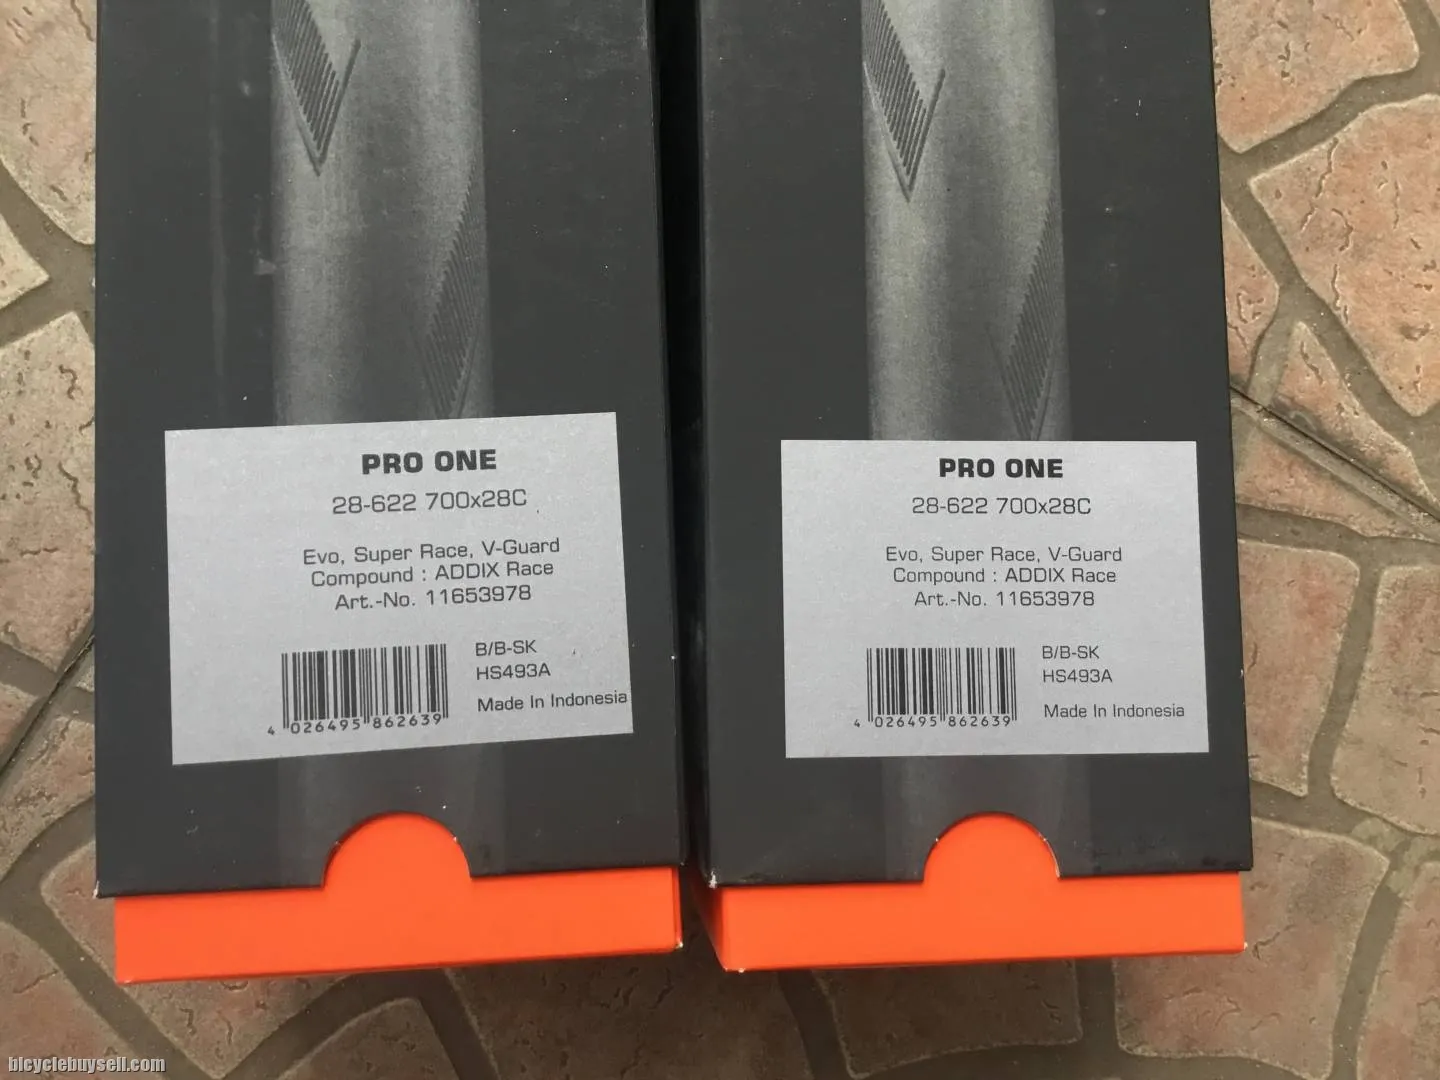 PRO ONE
28-622 700x28C
Evo, Super Race, V-Guard
Compound : ADDIX Race
Art.-No. 11653978
B/B-SK
HS493A
Made In Indonesia
4 026495 862639
PRO ONE
28-622 700x28C
Evo, Super Race, V-Guard
Compound : ADDIX Race
Art.-No. 11653978
B/B-SK
HS493A
Made In Indonesia
4 026495 862639
bicyclebuysell.com